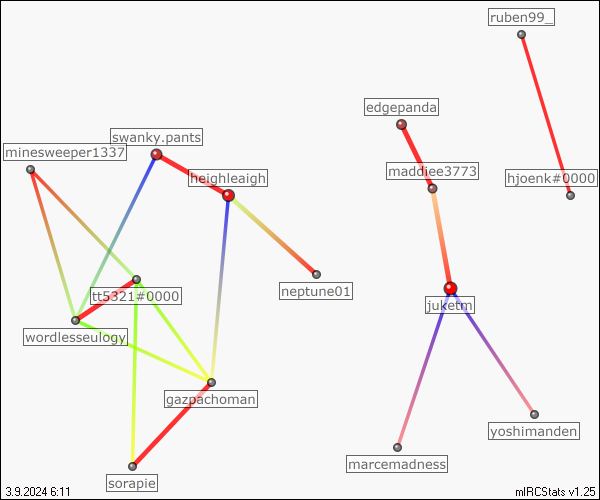 ruben99_
edgepanda
swanky.pants
minesweeper1337
maddiee3773
heighleaigh
hjoenk#0000
tt5321#0000
neptune01
juketm
wordlesseulogy
gazpachoman
yoshimanden
marcemadness
sorapie
3.9.2024 6:11
mIRCStats v1.25